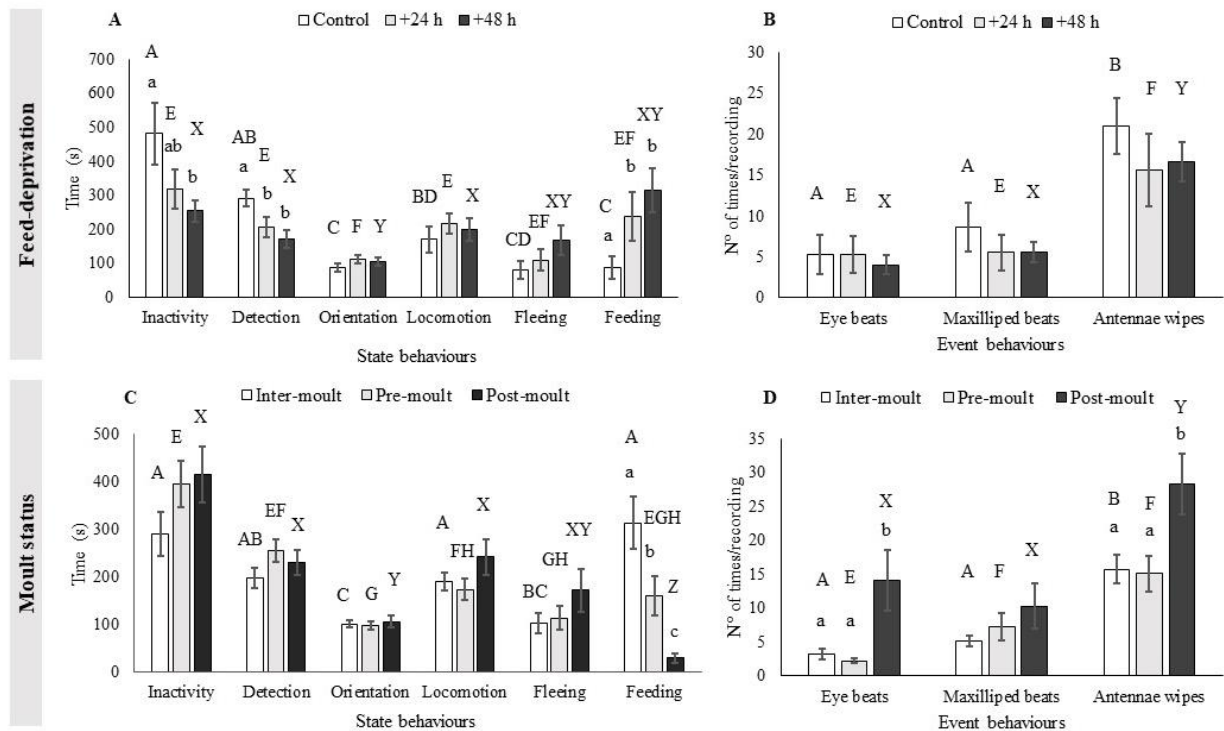 Feed-deprivation
A
Control +24 h +48 h
Time (s)
700
600
500
400
300
200
100
0
A
a
E
ab
X
b
AB
a
E
b
X
b
C F Y
BD E X
CD EF XY
C
a
EF
b
XY
b
Inactivity Detection Orientation Locomotion Fleeing Feeding
State behaviours
B
Control +24 h +48 h
Nº of times/recording
30
25
20
15
10
5
0
A E X
A E X
B F Y
Eye beats Maxilliped beats Antennae wipes
Event behaviours
Moult status
C
Inter-moult Pre-moult Post-moult
Time (s)
500
400
300
200
100
0
A E X
AB EF X
C G Y
A FH X
BC GH XY
A
a
EGH
b
Z
c
Inactivity Detection Orientation Locomotion Fleeing Feeding
State behaviours
D
Inter-moult Pre-moult Post-moult
Nº of times/recording
35
30
25
20
15
10
5
0
A
a
E
a
X
b
A F X
B
a
F
a
Y
b
Eye beats Maxilliped beats Antennae wipes
Event behaviours